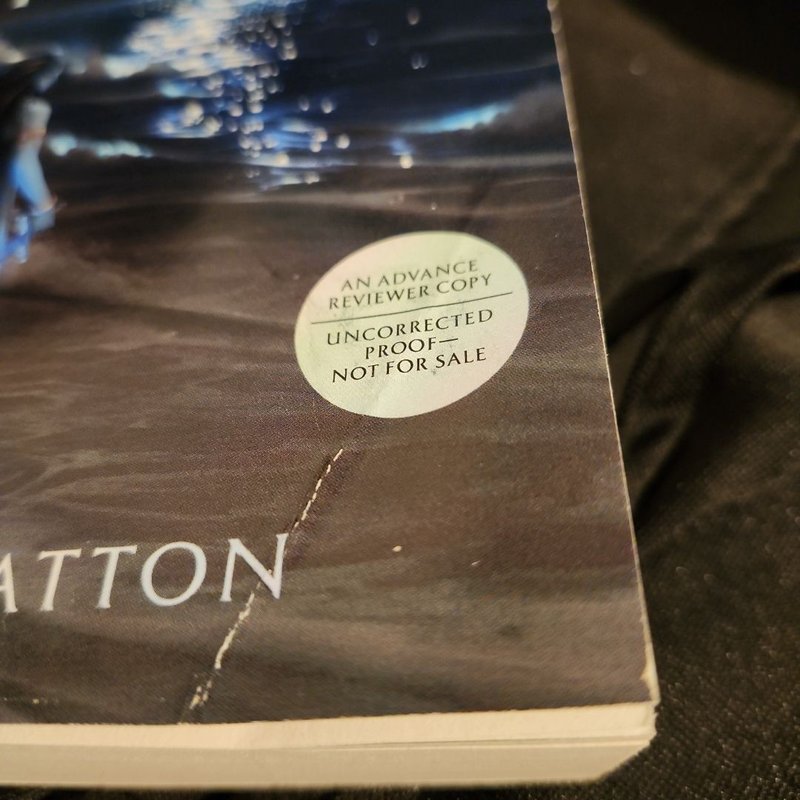 AN ADVANCE
REVIEWER COPY
UNCORRECTED
PROOF—
NOT FOR SALE
ATTON